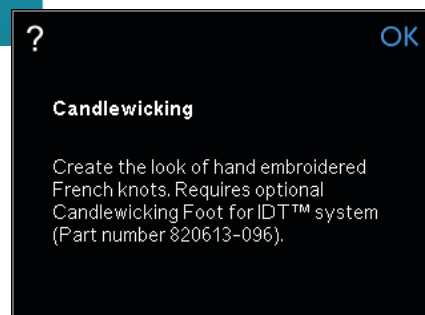 ? OK
Candlewicking
Create the look of hand embroidered
French knots. Requires optional
Candlewicking Foot for IDT™ system
(Part number 820613-096).